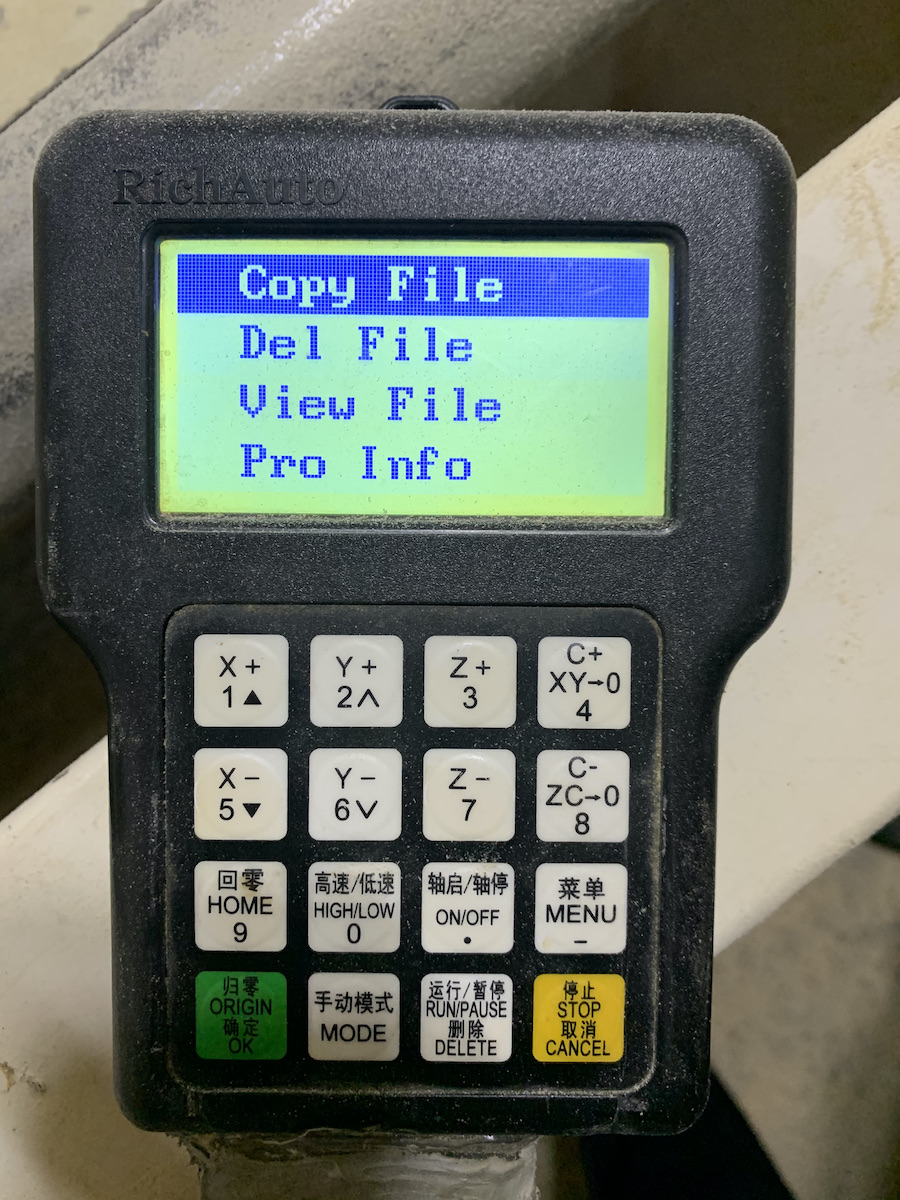 RichAuto
Copy File
Del File
View File
Pro Info
X+
1▲
Y+
2∧
Z+
3
C+
XY→0
4
X-
5▼
Y-
6∨
Z-
7
C-
ZC→0
8
回零
HOME
9
高速/低速
HIGH/LOW
0
轴启/轴停
ON/OFF
•
菜单
MENU
–
归零
ORIGIN
确定
OK
手动模式
MODE
运行/暂停
RUN/PAUSE
删除
DELETE
停止
STOP
取消
CANCEL